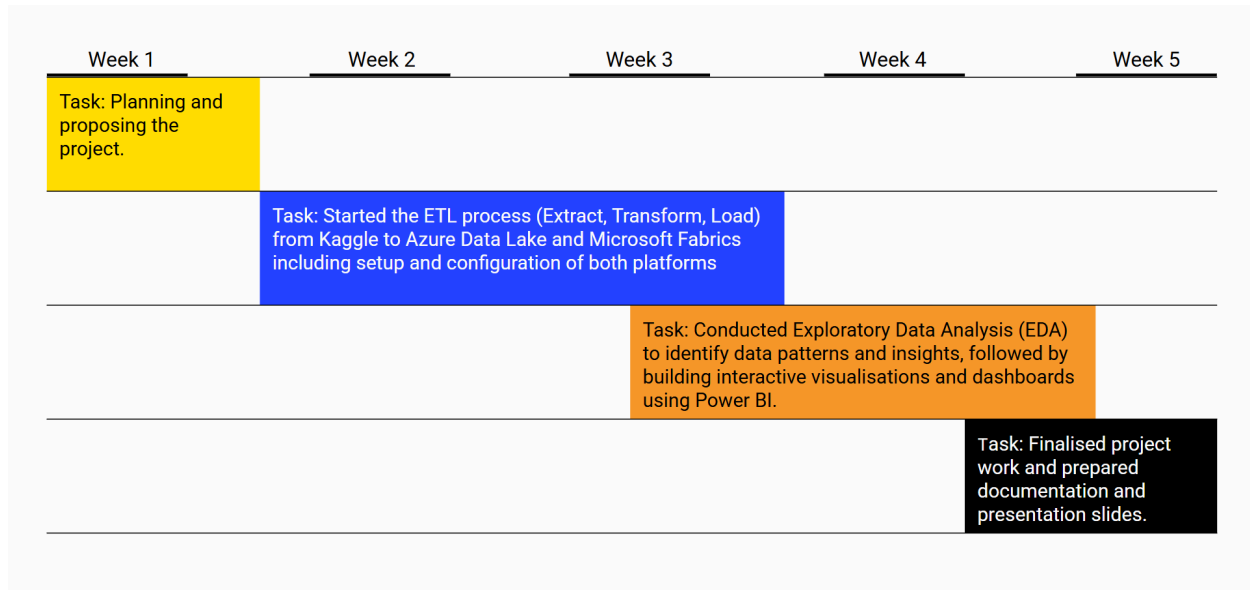 Week 1
Week 2
Week 3
Week 4
Week 5
Task: Planning and
proposing the
project.
Task: Started the ETL process (Extract, Transform, Load)
from Kaggle to Azure Data Lake and Microsoft Fabrics
including setup and configuration of both platforms
Task: Conducted Exploratory Data Analysis (EDA)
to identify data patterns and insights, followed by
building interactive visualisations and dashboards
using Power BI.
Task: Finalised project
work and prepared
documentation and
presentation slides.